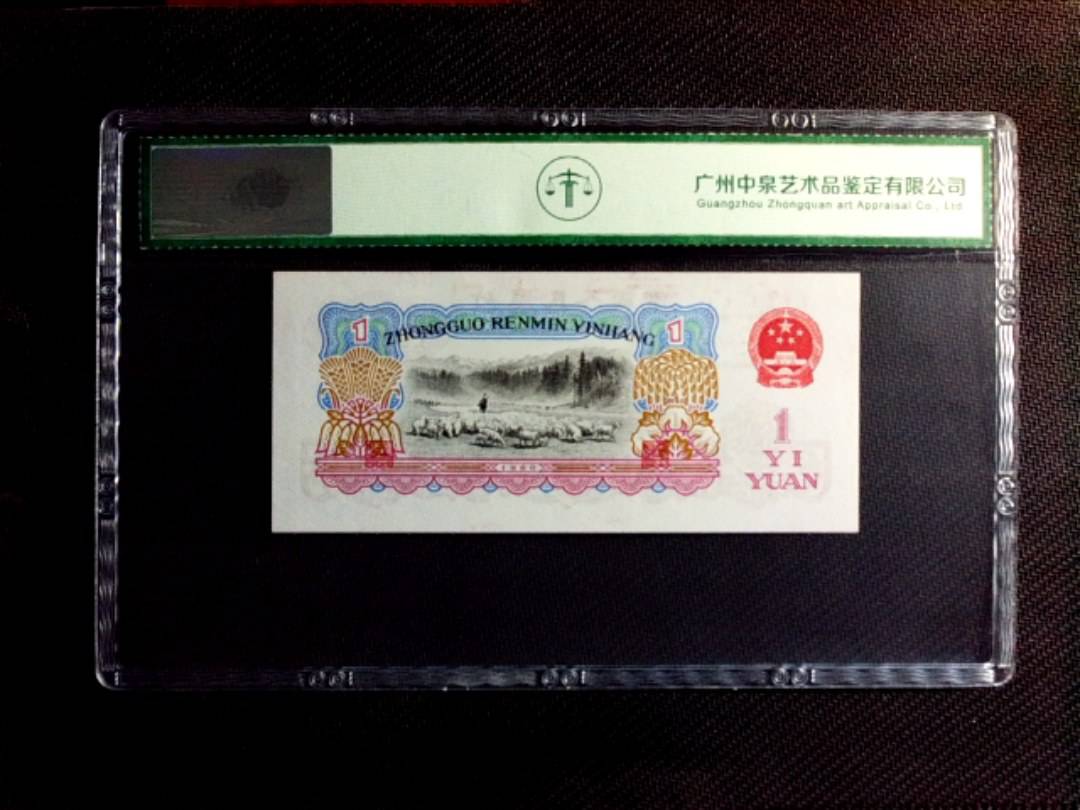 广州中泉艺术品鉴定有限公司
Guangzhou Zhongquan art Appraisal Co., Ltd
ZHONGGUO RENMIN YINHANG
1
1
1
YI
YUAN
1960